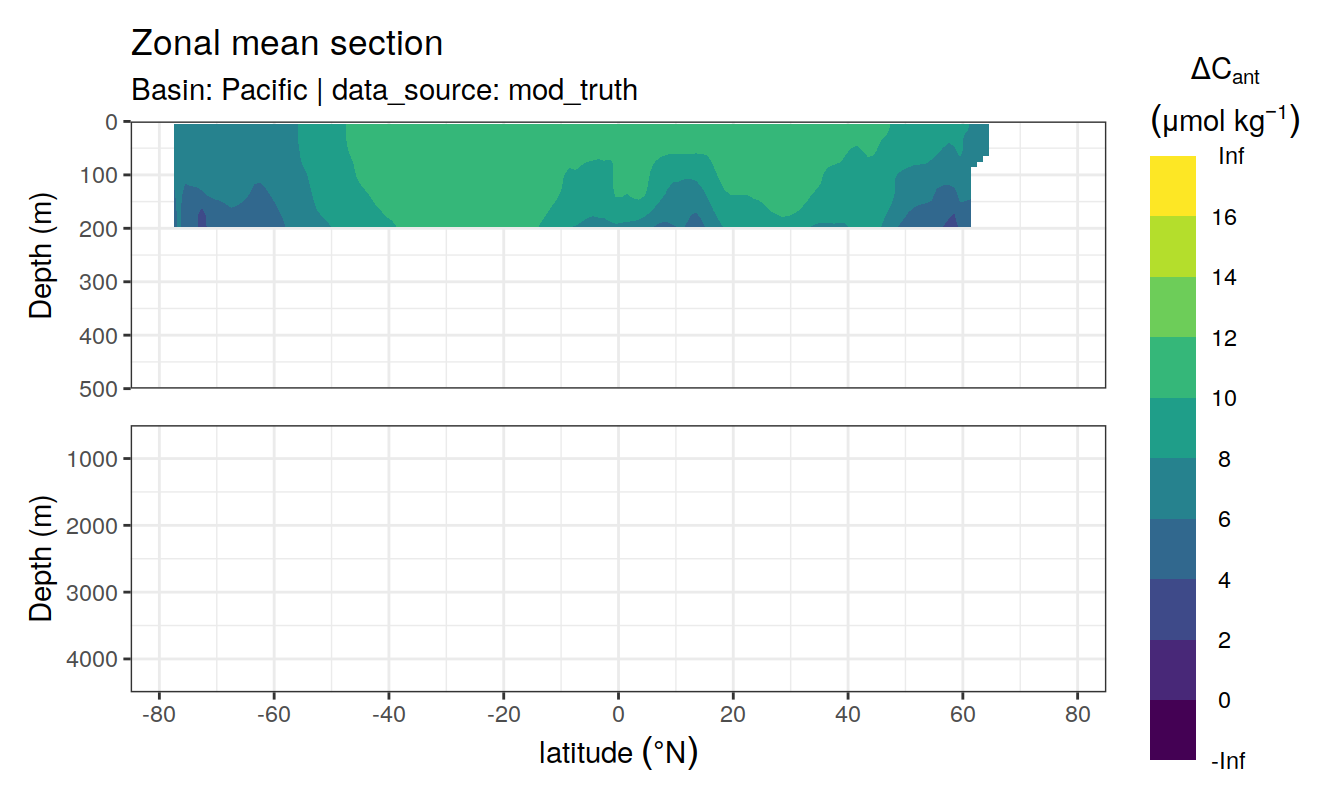 Zonal mean section
Basin: Pacific | data_source: mod_truth
ΔCant
(μmol kg⁻¹)
Inf
16
14
12
10
8
6
4
2
0
-Inf
Depth (m)
0
100
200
300
400
500
Depth (m)
1000
2000
3000
4000
-80 -60 -40 -20 0 20 40 60 80
latitude (°N)